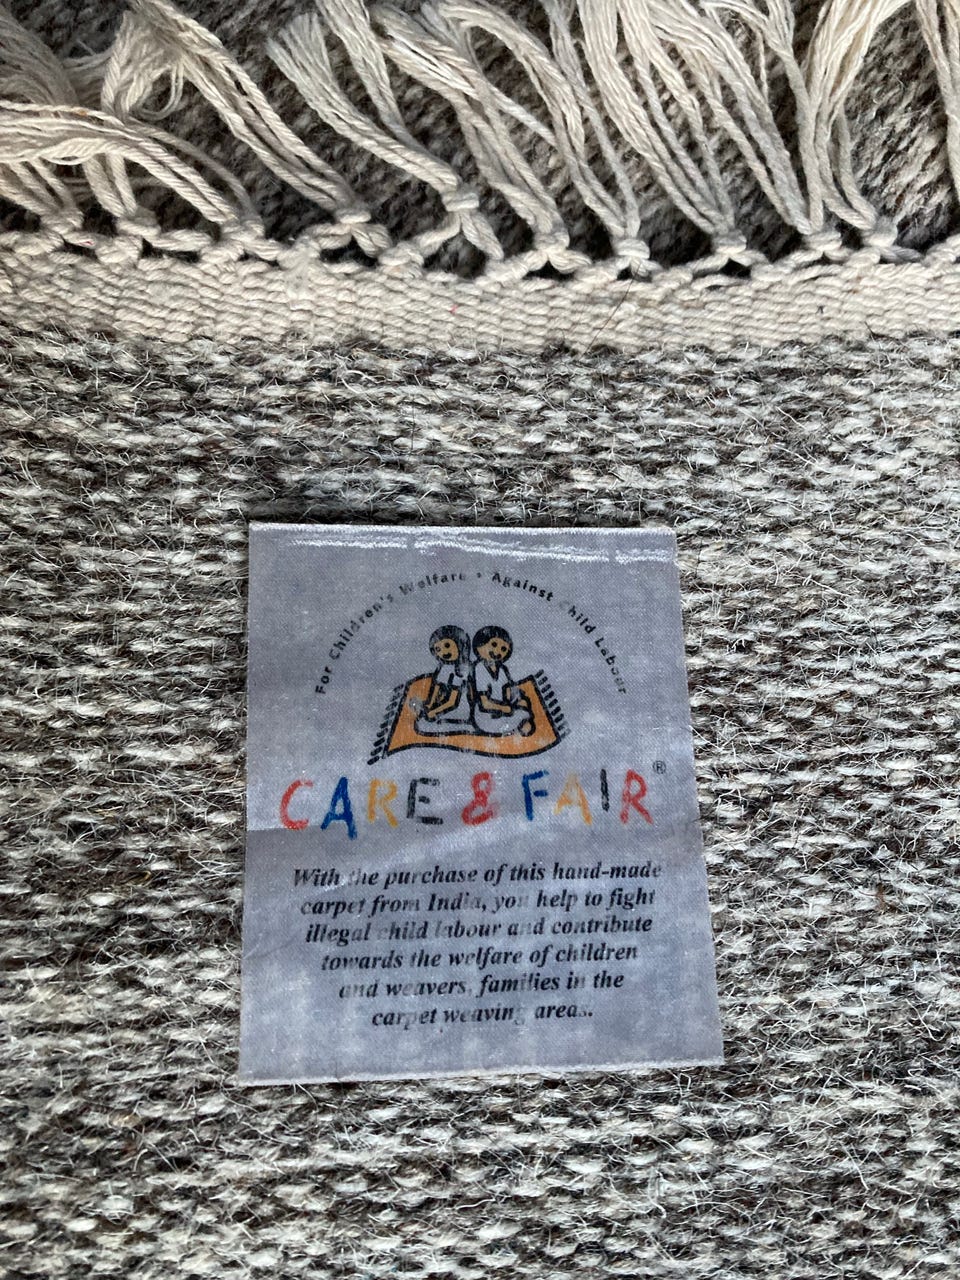 For Children's Welfare • Against Child Labour
CARE & FAIR®
With the purchase of this hand-made
carpet from India, you help to fight
illegal child labour and contribute
towards the welfare of children
and weavers, families in the
carpet weaving areas.